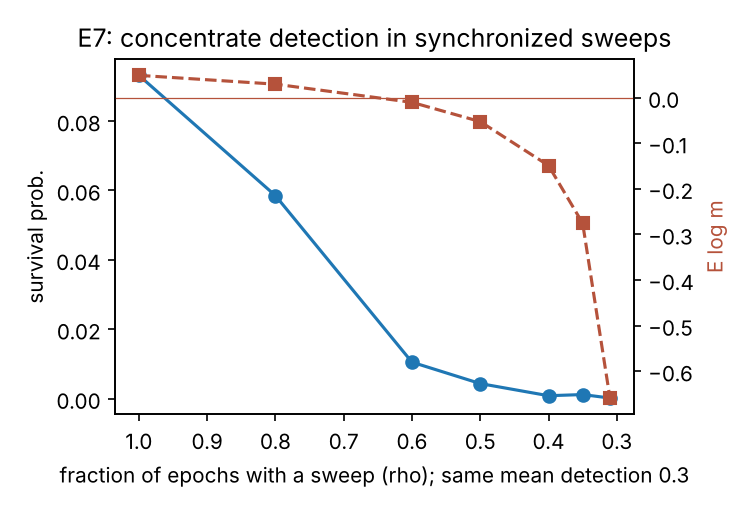 E7: concentrate detection in synchronized sweeps
survival prob.
0.08
0.06
0.04
0.02
0.00
0.0
−0.1
−0.2
−0.3
−0.4
−0.5
−0.6
E log m
1.0 0.9 0.8 0.7 0.6 0.5 0.4 0.3
fraction of epochs with a sweep (rho); same mean detection 0.3